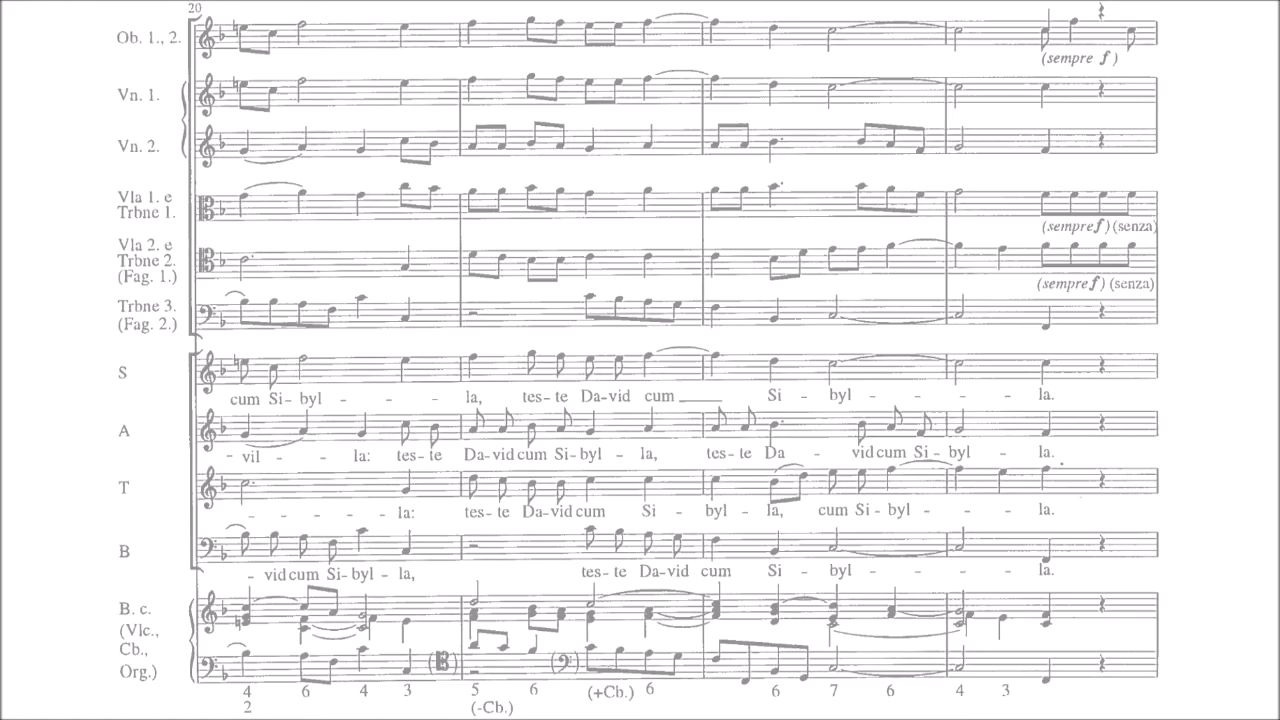 20
Ob. 1., 2.
(sempre f)
Vn. 1.
Vn. 2.
Vla 1. e
Trbne 1.
(sempre f) (senza)
Vla 2. e
Trbne 2.
(Fag. 1.)
(sempre f) (senza)
Trbne 3.
(Fag. 2.)
S
cum Si- byl - - - - la, tes- te Da-vid cum ____ Si - byl - - - la.
A
- vil - - la: tes- te Da-vid cum Si-byl - la, tes- te Da - vid cum Si - byl - la.
T
- - - - la: tes- te Da-vid cum Si - byl - la, cum Si - byl - - - la.
B
- vid cum Si- byl - la, tes- te Da-vid cum Si - byl - - - la.
B. c.
(Vlc.,
Cb.,
Org.)
4 6 4 3 5 6 (+Cb.) 6 6 7 6 4 3
2 (-Cb.)